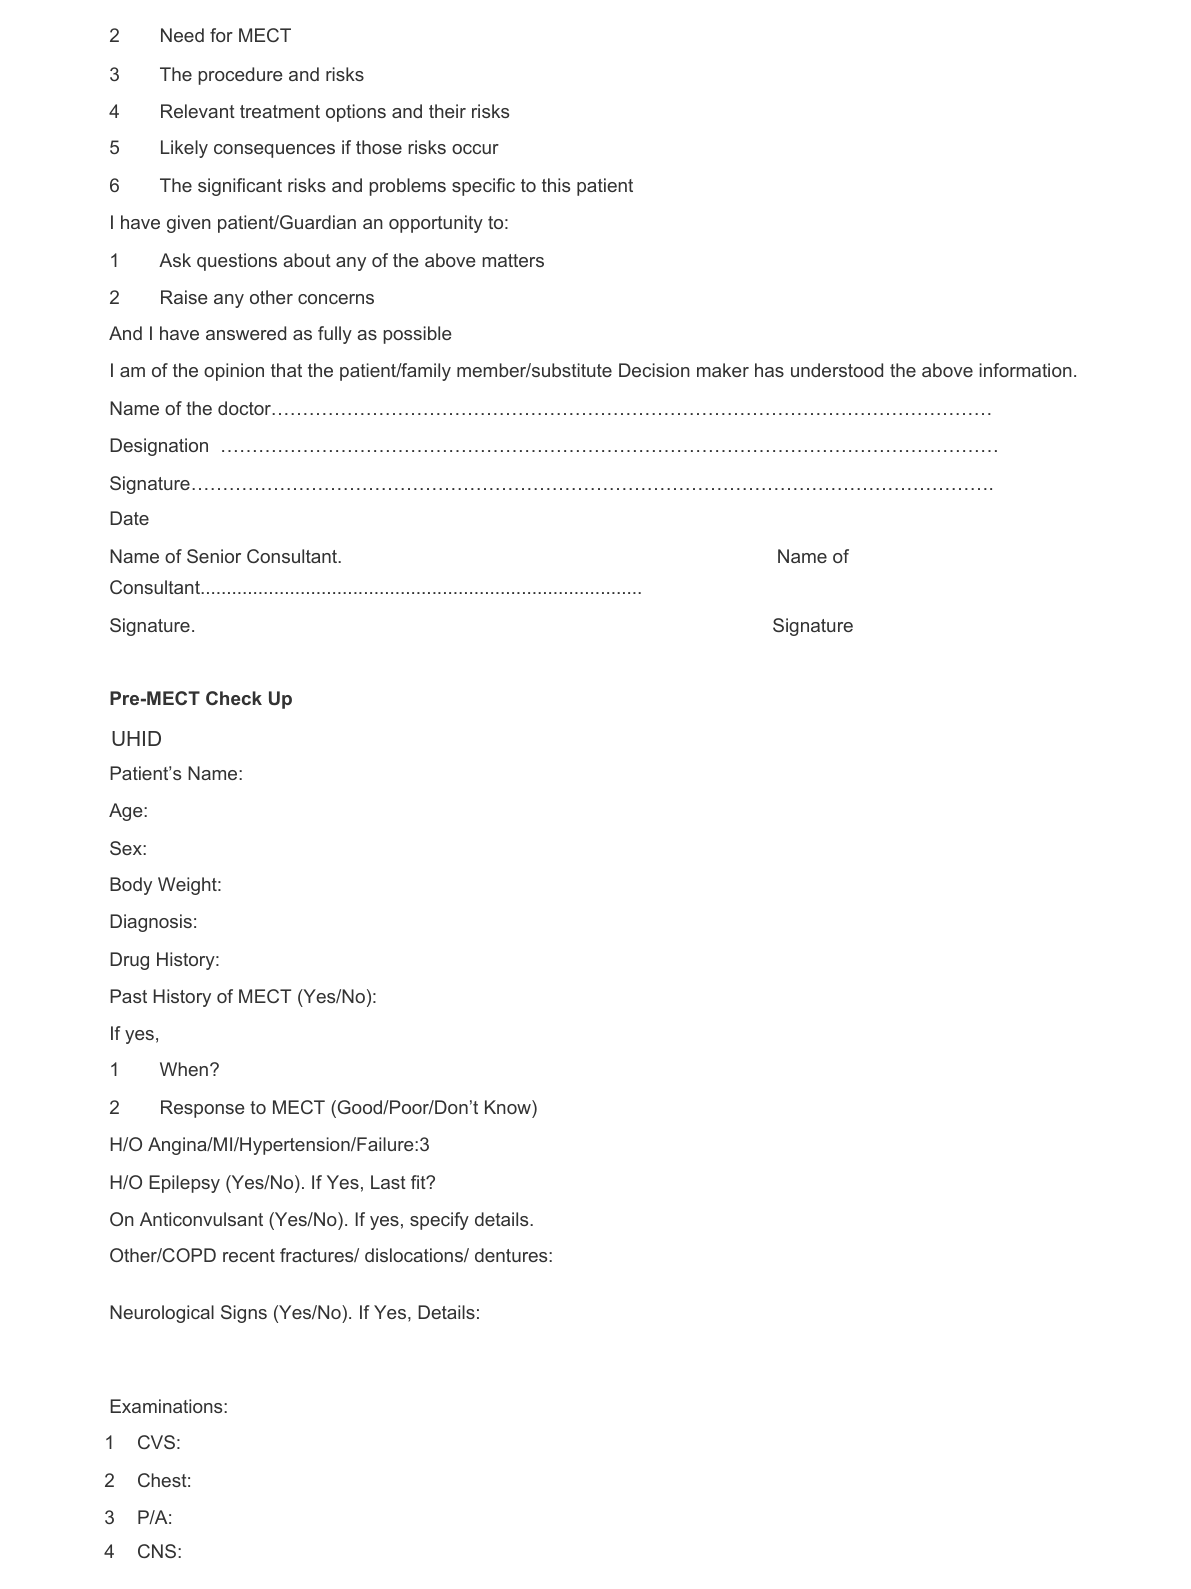 2 Need for MECT
3 The procedure and risks
4 Relevant treatment options and their risks
5 Likely consequences if those risks occur
6 The significant risks and problems specific to this patient
I have given patient/Guardian an opportunity to:
1 Ask questions about any of the above matters
2 Raise any other concerns
And I have answered as fully as possible
I am of the opinion that the patient/family member/substitute Decision maker has understood the above information.
Name of the doctor……………………………………………………………………………………………………
Designation ……………………………………………………………………………………………………………
Signature……………………………………………………………………………………………………………….
Date
Name of Senior Consultant. Name of
Consultant....................................................................................
Signature. Signature
Pre-MECT Check Up
UHID
Patient’s Name:
Age:
Sex:
Body Weight:
Diagnosis:
Drug History:
Past History of MECT (Yes/No):
If yes,
1 When?
2 Response to MECT (Good/Poor/Don’t Know)
H/O Angina/MI/Hypertension/Failure:3
H/O Epilepsy (Yes/No). If Yes, Last fit?
On Anticonvulsant (Yes/No). If yes, specify details.
Other/COPD recent fractures/ dislocations/ dentures:
Neurological Signs (Yes/No). If Yes, Details:
Examinations:
1 CVS:
2 Chest:
3 P/A:
4 CNS: